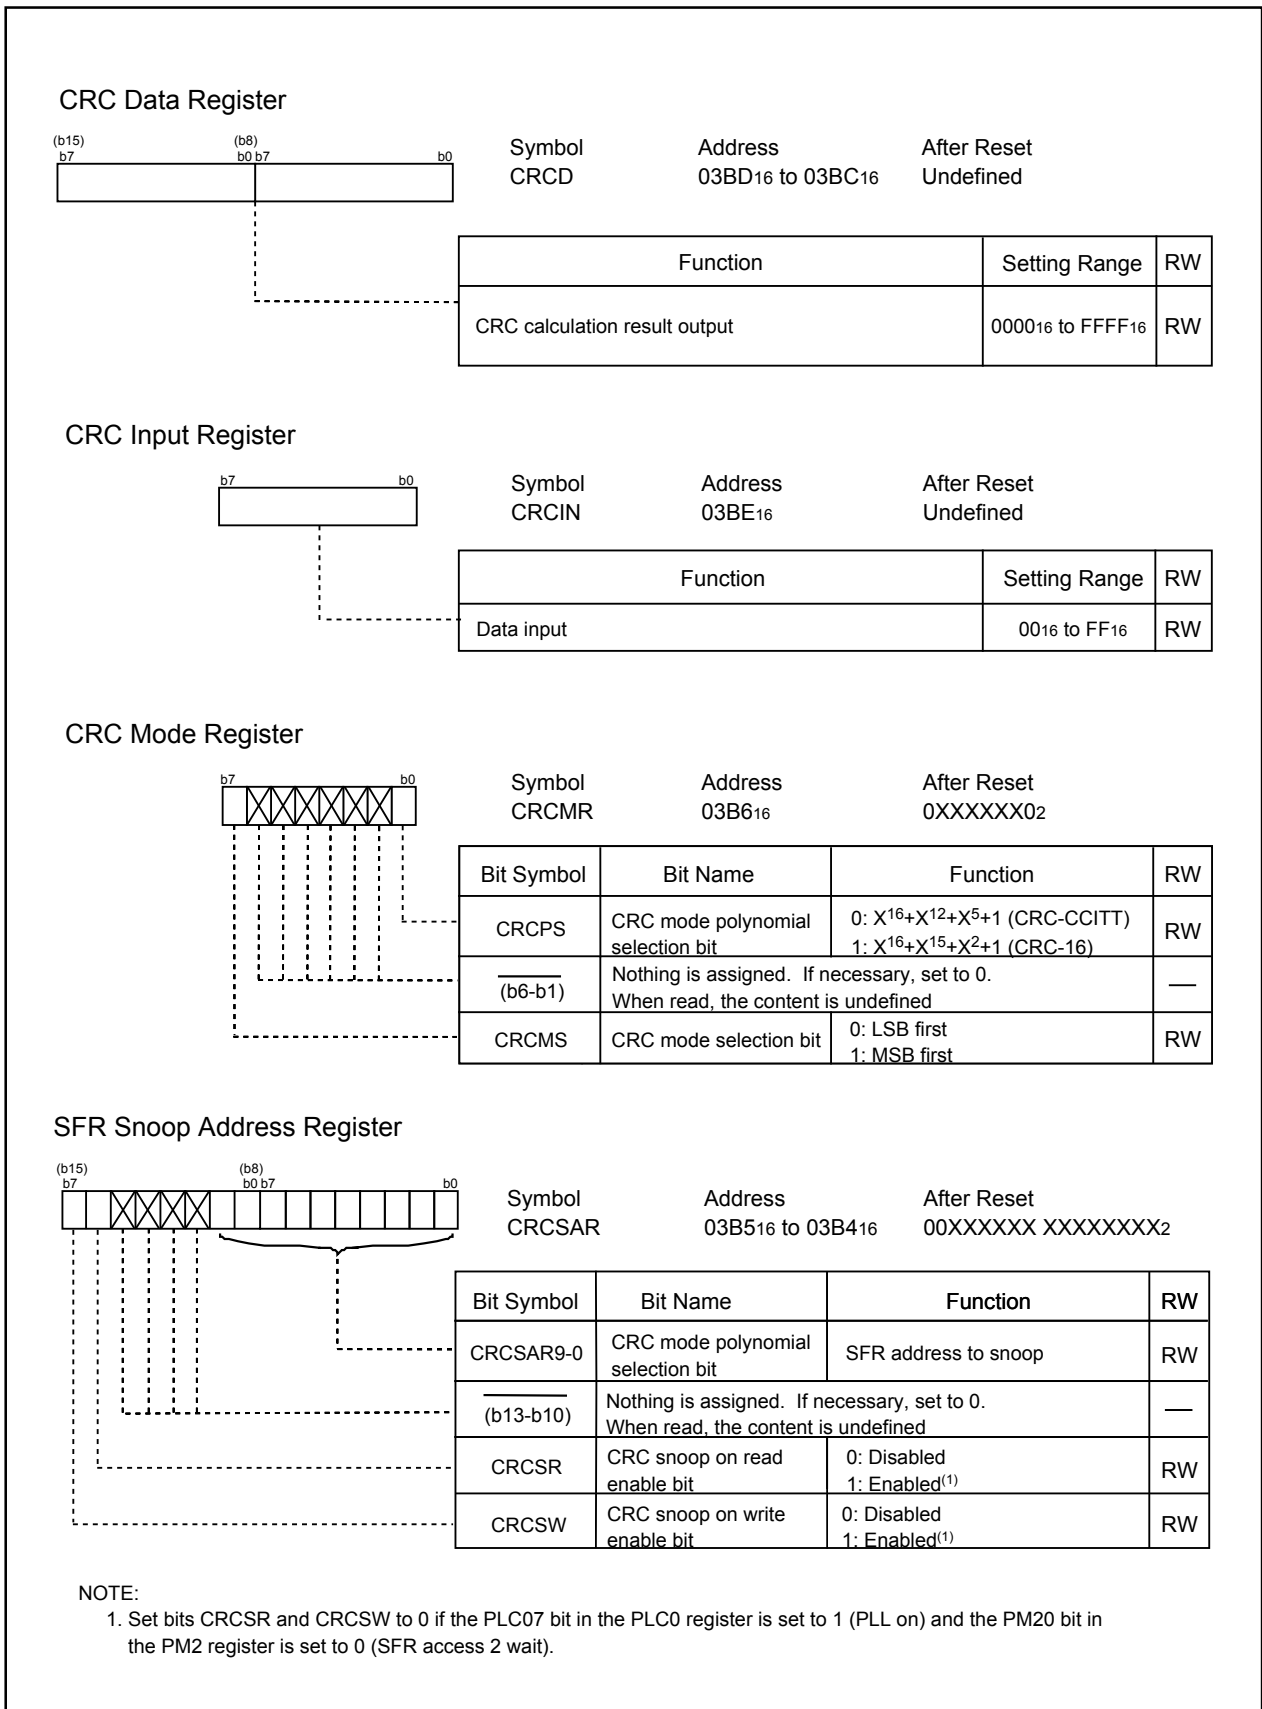 CRC Data Register
(b15) (b8)
b7 b0 b7 b0
Symbol Address After Reset
CRCD 03BD16 to 03BC16 Undefined
Function Setting Range RW
CRC calculation result output 000016 to FFFF16 RW
CRC Input Register
b7 b0
Symbol Address After Reset
CRCIN 03BE16 Undefined
Function Setting Range RW
Data input 0016 to FF16 RW
CRC Mode Register
b7 b0
Symbol Address After Reset
CRCMR 03B616 0XXXXXX02
Bit Symbol Bit Name Function RW
CRCPS CRC mode polynomial selection bit 0: X16+X12+X5+1 (CRC-CCITT)
1: X16+X15+X2+1 (CRC-16) RW
(b6-b1) Nothing is assigned. If necessary, set to 0.
When read, the content is undefined —
CRCMS CRC mode selection bit 0: LSB first
1: MSB first RW
SFR Snoop Address Register
(b15) (b8)
b7 b0 b7 b0
Symbol Address After Reset
CRCSAR 03B516 to 03B416 00XXXXXX XXXXXXXX2
Bit Symbol Bit Name Function RW
CRCSAR9-0 CRC mode polynomial selection bit SFR address to snoop RW
(b13-b10) Nothing is assigned. If necessary, set to 0.
When read, the content is undefined —
CRCSR CRC snoop on read enable bit 0: Disabled
1: Enabled(1) RW
CRCSW CRC snoop on write enable bit 0: Disabled
1: Enabled(1) RW
NOTE:
1. Set bits CRCSR and CRCSW to 0 if the PLC07 bit in the PLC0 register is set to 1 (PLL on) and the PM20 bit in
the PM2 register is set to 0 (SFR access 2 wait).